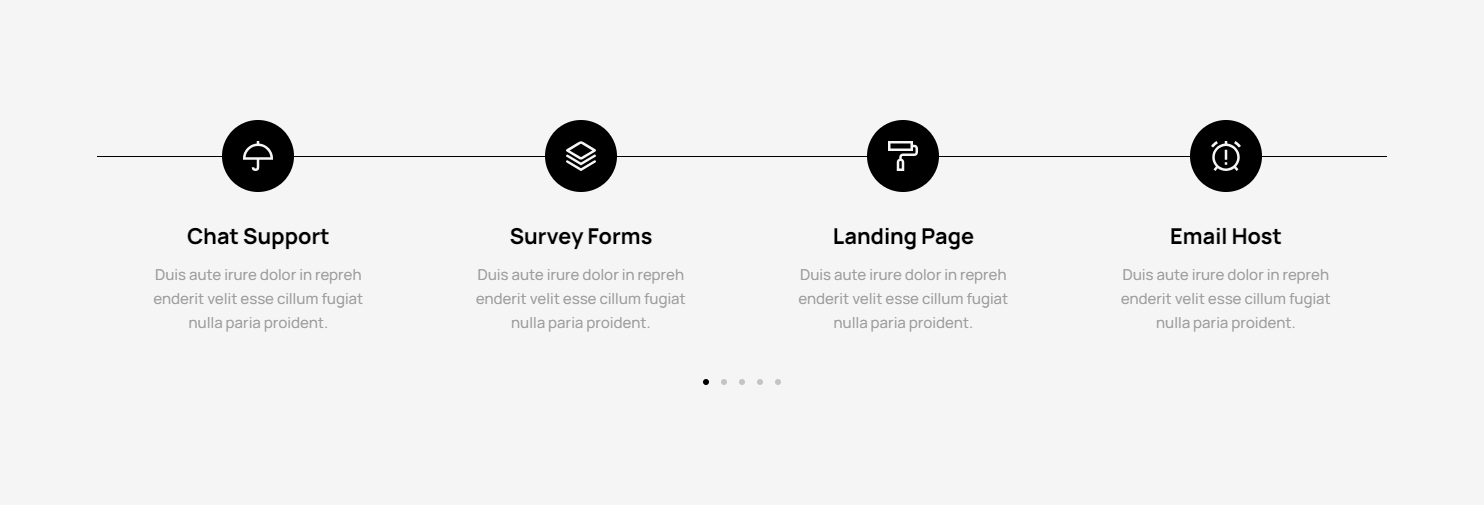 Chat Support
Duis aute irure dolor in repreh
enderit velit esse cillum fugiat
nulla paria proident.
Survey Forms
Duis aute irure dolor in repreh
enderit velit esse cillum fugiat
nulla paria proident.
Landing Page
Duis aute irure dolor in repreh
enderit velit esse cillum fugiat
nulla paria proident.
Email Host
Duis aute irure dolor in repreh
enderit velit esse cillum fugiat
nulla paria proident.